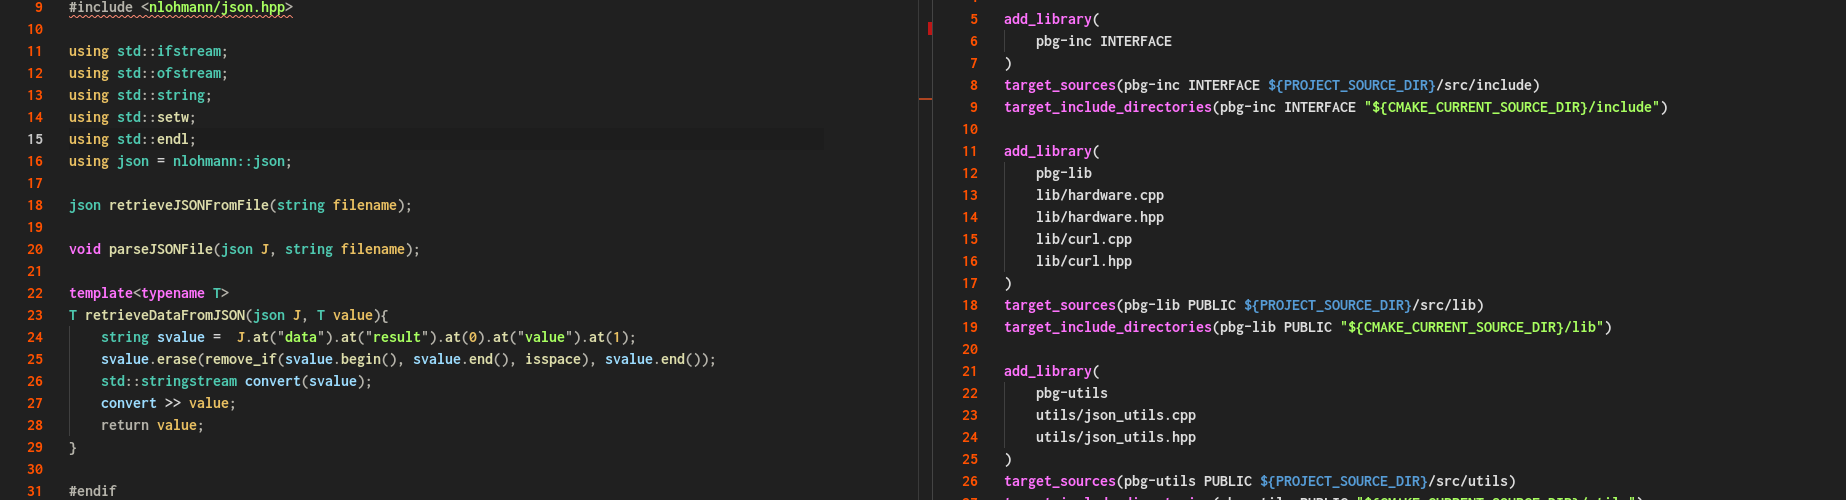 9 #include <nlohmann/json.hpp>
10
11 using std::ifstream;
12 using std::ofstream;
13 using std::string;
14 using std::setw;
15 using std::endl;
16 using json = nlohmann::json;
17
18 json retrieveJSONFromFile(string filename);
19
20 void parseJSONFile(json J, string filename);
21
22 template<typename T>
23 T retrieveDataFromJSON(json J, T value){
24 string svalue =  J.at("data").at("result").at(0).at("value").at(1);
25 svalue.erase(remove_if(svalue.begin(), svalue.end(), isspace), svalue.end());
26 std::stringstream convert(svalue);
27 convert >> value;
28 return value;
29 }
30
31 #endif
5 add_library(
6 pbg-inc INTERFACE
7 )
8 target_sources(pbg-inc INTERFACE ${PROJECT_SOURCE_DIR}/src/include)
9 target_include_directories(pbg-inc INTERFACE "${CMAKE_CURRENT_SOURCE_DIR}/include")
10
11 add_library(
12 pbg-lib
13 lib/hardware.cpp
14 lib/hardware.hpp
15 lib/curl.cpp
16 lib/curl.hpp
17 )
18 target_sources(pbg-lib PUBLIC ${PROJECT_SOURCE_DIR}/src/lib)
19 target_include_directories(pbg-lib PUBLIC "${CMAKE_CURRENT_SOURCE_DIR}/lib")
20
21 add_library(
22 pbg-utils
23 utils/json_utils.cpp
24 utils/json_utils.hpp
25 )
26 target_sources(pbg-utils PUBLIC ${PROJECT_SOURCE_DIR}/src/utils)